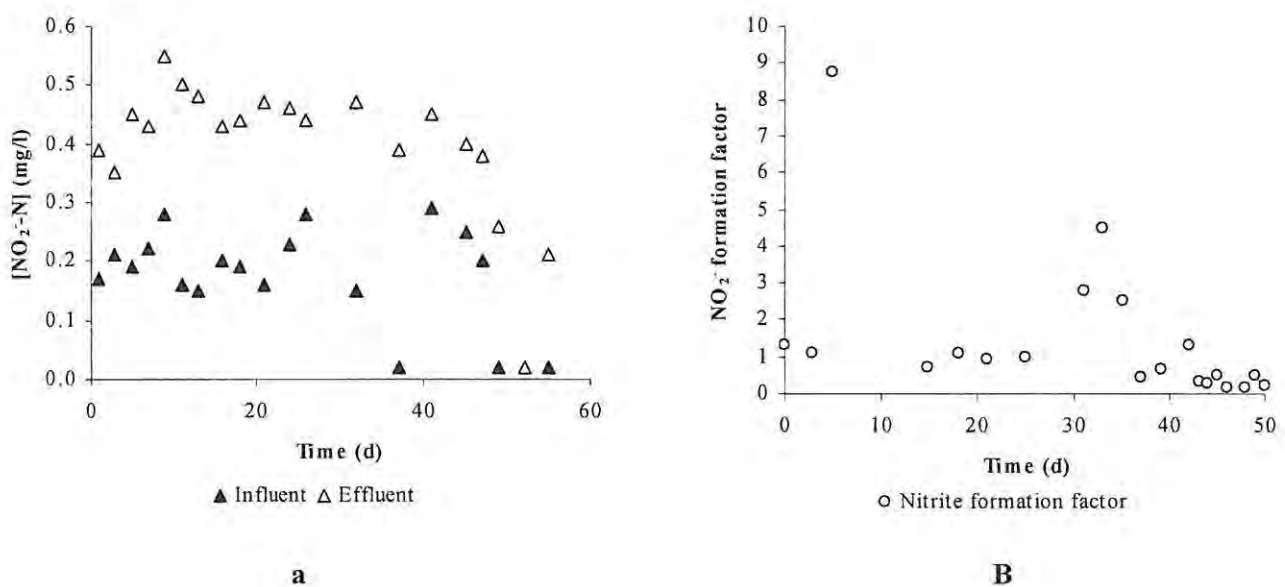 0.6
0.5
0.4
0.3
0.2
0.1
0.0
[NO₂-N] (mg/l)
0 20 40 60
Time (d)
▲ Influent △ Effluent
a
10
9
8
7
6
5
4
3
2
1
0
NO₂⁻ formation factor
0 10 20 30 40 50
Time (d)
○ Nitrite formation factor
B